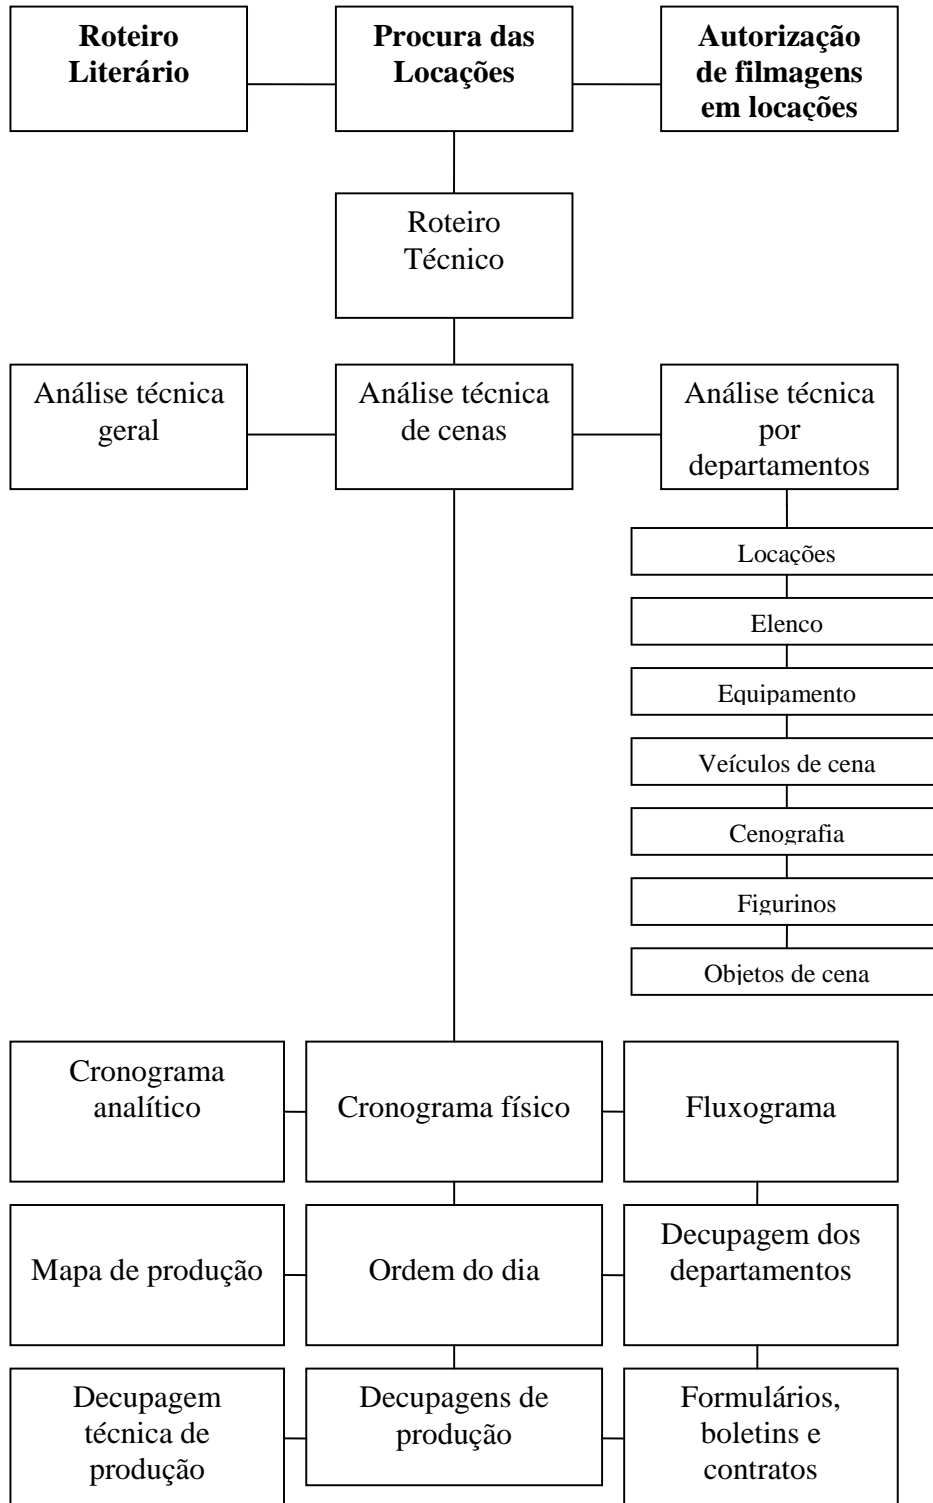 Roteiro
Literário
Procura das
Locações
Autorização
de filmagens
em locações
Roteiro
Técnico
Análise técnica
geral
Análise técnica
de cenas
Análise técnica
por
departamentos
Locações
Elenco
Equipamento
Veículos de cena
Cenografia
Figurinos
Objetos de cena
Cronograma
analítico
Cronograma físico
Fluxograma
Mapa de produção
Ordem do dia
Decupagem dos
departamentos
Decupagem
técnica de
produção
Decupagens de
produção
Formulários,
boletins e
contratos